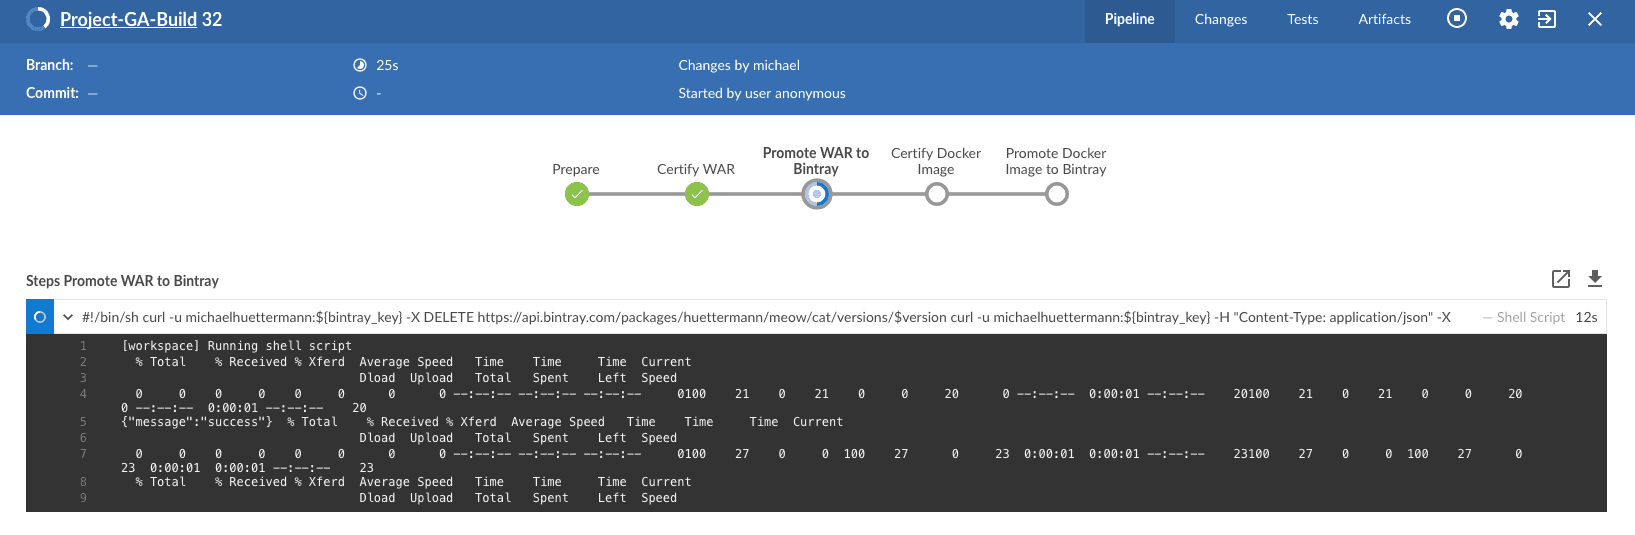 Project-GA-Build 32
Pipeline Changes Tests Artifacts
Branch: — 25s Changes by michael
Commit: — - Started by user anonymous
Prepare Certify WAR Promote WAR to Bintray Certify Docker Image Promote Docker Image to Bintray
Steps Promote WAR to Bintray
#!/bin/sh curl -u michaelhuettermann:${bintray_key} -X DELETE https://api.bintray.com/packages/huettermann/meow/cat/versions/$version curl -u michaelhuettermann:${bintray_key} -H "Content-Type: application/json" -X — Shell Script 12s
1 [workspace] Running shell script
2 % Total % Received % Xferd Average Speed Time Time Time Current
3 Dload Upload Total Spent Left Speed
4 0 0 0 0 0 0 0 0 --:--:-- --:--:-- --:--:-- 0100 21 0 21 0 0 20 0 --:--:-- 0:00:01 --:--:-- 20100 21 0 21 0 0 20
0 --:--:-- 0:00:01 --:--:-- 20
5 {"message":"success"} % Total % Received % Xferd Average Speed Time Time Time Current
6 Dload Upload Total Spent Left Speed
7 0 0 0 0 0 0 0 0 --:--:-- --:--:-- --:--:-- 0100 27 0 0 100 27 0 23 0:00:01 0:00:01 --:--:-- 23100 27 0 0 100 27 0
23 0:00:01 0:00:01 --:--:-- 23
8 % Total % Received % Xferd Average Speed Time Time Time Current
9 Dload Upload Total Spent Left Speed